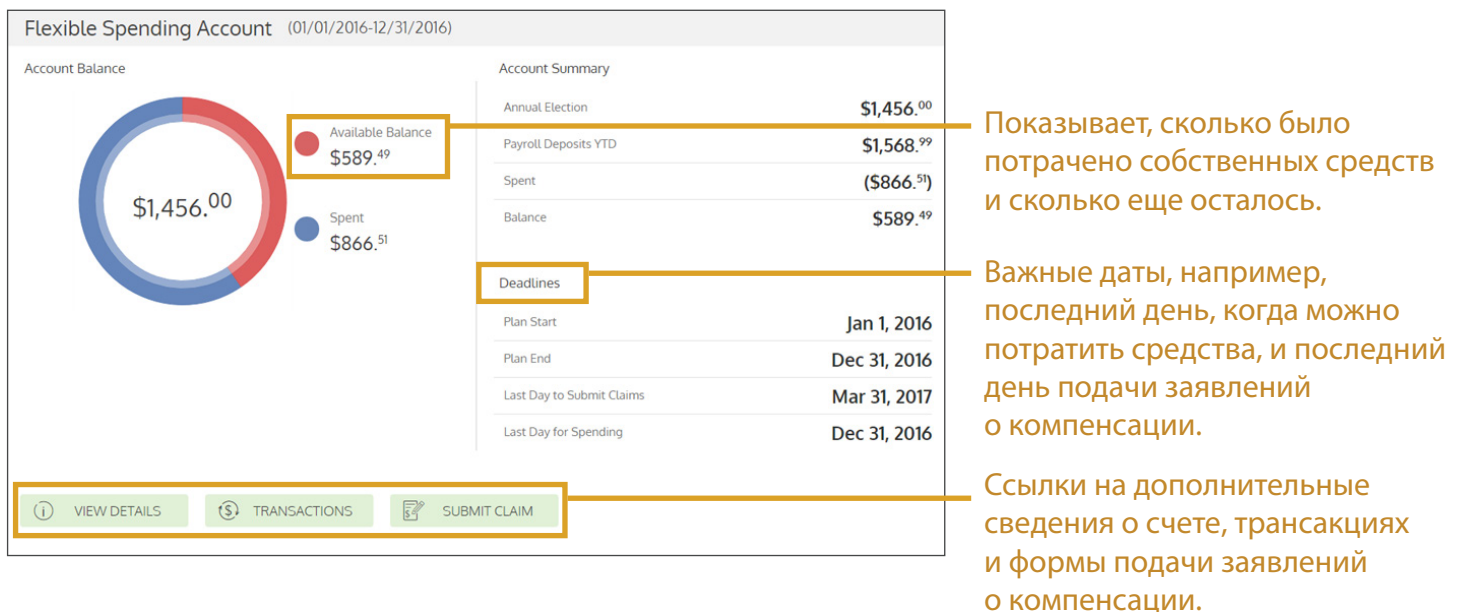 Flexible Spending Account (01/01/2016-12/31/2016)
Account Balance
$1,456.00
Available Balance
$589.49
Spent
$866.51
Account Summary
Annual Election $1,456.00
Payroll Deposits YTD $1,568.99
Spent ($866.51)
Balance $589.49
Deadlines
Plan Start Jan 1, 2016
Plan End Dec 31, 2016
Last Day to Submit Claims Mar 31, 2017
Last Day for Spending Dec 31, 2016
VIEW DETAILS TRANSACTIONS SUBMIT CLAIM
Показывает, сколько было
потрачено собственных средств
и сколько еще осталось.
Важные даты, например,
последний день, когда можно
потратить средства, и последний
день подачи заявлений
о компенсации.
Ссылки на дополнительные
сведения о счете, трансакциях
и формы подачи заявлений
о компенсации.